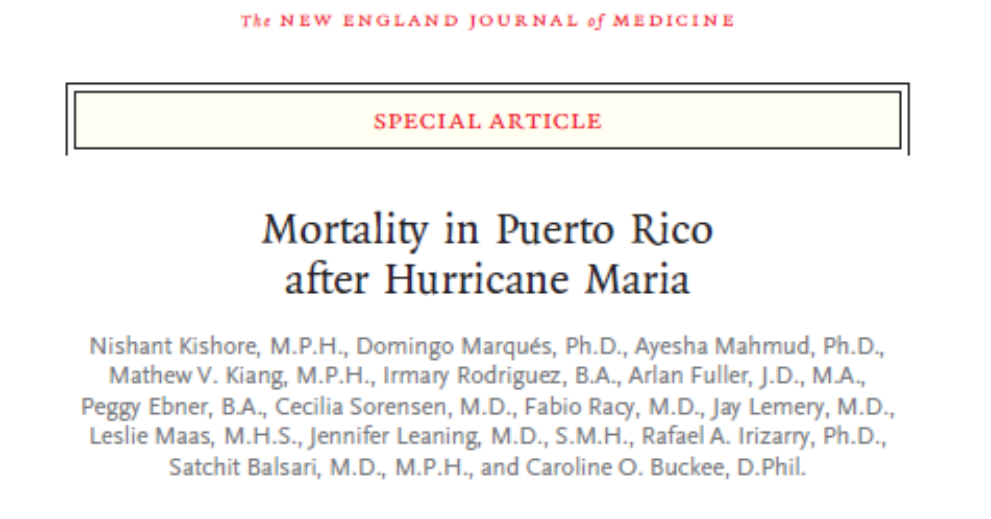 The NEW ENGLAND JOURNAL of MEDICINE
SPECIAL ARTICLE
Mortality in Puerto Rico
after Hurricane Maria
Nishant Kishore, M.P.H., Domingo Marqués, Ph.D., Ayesha Mahmud, Ph.D.,
Mathew V. Kiang, M.P.H., Irmary Rodriguez, B.A., Arlan Fuller, J.D., M.A.,
Peggy Ebner, B.A., Cecilia Sorensen, M.D., Fabio Racy, M.D., Jay Lemery, M.D.,
Leslie Maas, M.H.S., Jennifer Leaning, M.D., S.M.H., Rafael A. Irizarry, Ph.D.,
Satchit Balsari, M.D., M.P.H., and Caroline O. Buckee, D.Phil.